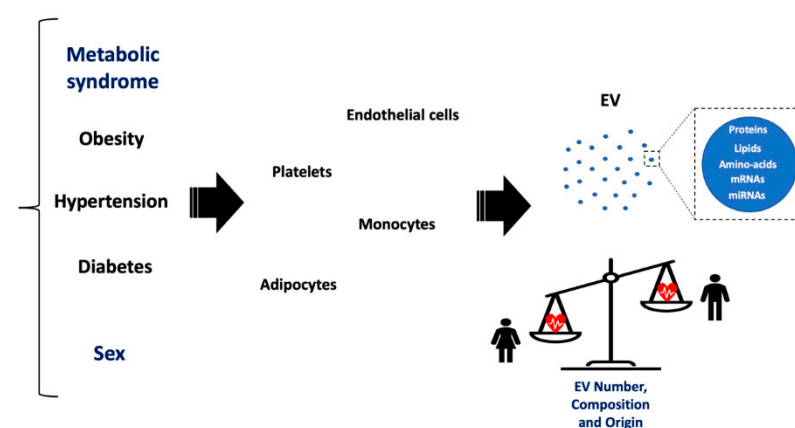 Metabolic
syndrome
Obesity
Hypertension
Diabetes
Sex
Endothelial cells
Platelets
Monocytes
Adipocytes
EV
Proteins
Lipids
Amino-acids
mRNAs
miRNAs
EV Number,
Composition
and Origin